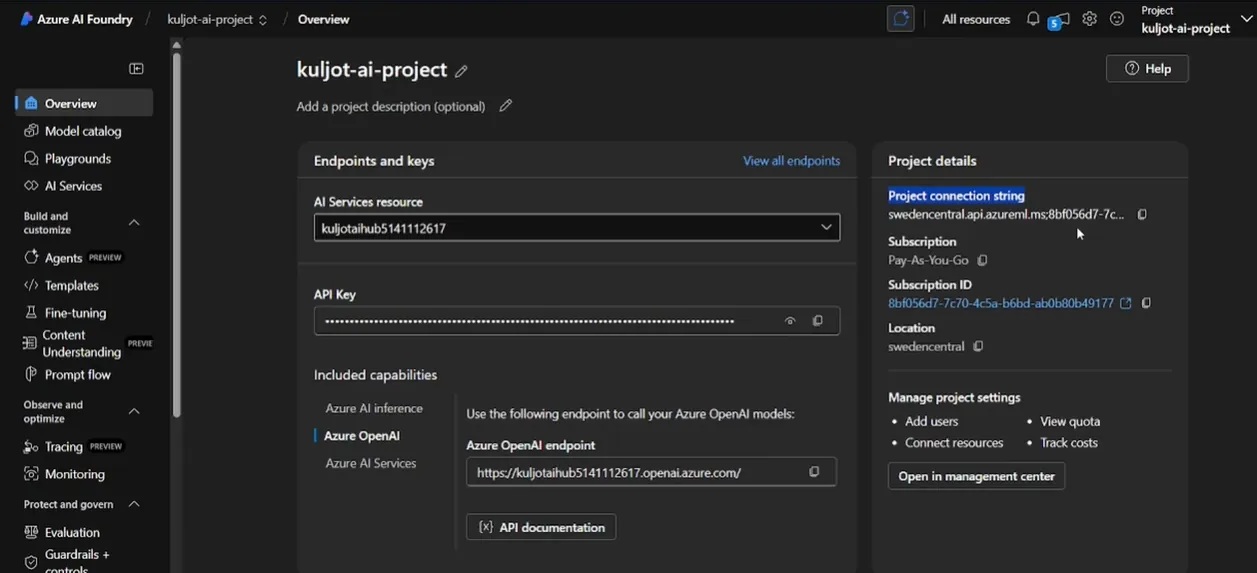 Azure AI Foundry / kuljot-ai-project / Overview
All resources
5
Project
kuljot-ai-project
Overview
Model catalog
Playgrounds
AI Services
Build and
customize
Agents PREVIEW
Templates
Fine-tuning
Content
Understanding PREVIE
Prompt flow
Observe and
optimize
Tracing PREVIEW
Monitoring
Protect and govern
Evaluation
Guardrails +
controls
kuljot-ai-project
Help
Add a project description (optional)
Endpoints and keys
View all endpoints
AI Services resource
kuljotaihub5141112617
API Key
••••••••••••••••••••••••••••••••••••••••••••••••••••••••••••••••••••••••••••••••••••
Included capabilities
Azure AI inference
Azure OpenAI
Azure AI Services
Use the following endpoint to call your Azure OpenAI models:
Azure OpenAI endpoint
https://kuljotaihub5141112617.openai.azure.com/
{x} API documentation
Project details
Project connection string
swedencentral.api.azureml.ms;8bf056d7-7c...
Subscription
Pay-As-You-Go
Subscription ID
8bf056d7-7c70-4c5a-b6bd-ab0b80b49177
Location
swedencentral
Manage project settings
• Add users
• View quota
• Connect resources
• Track costs
Open in management center